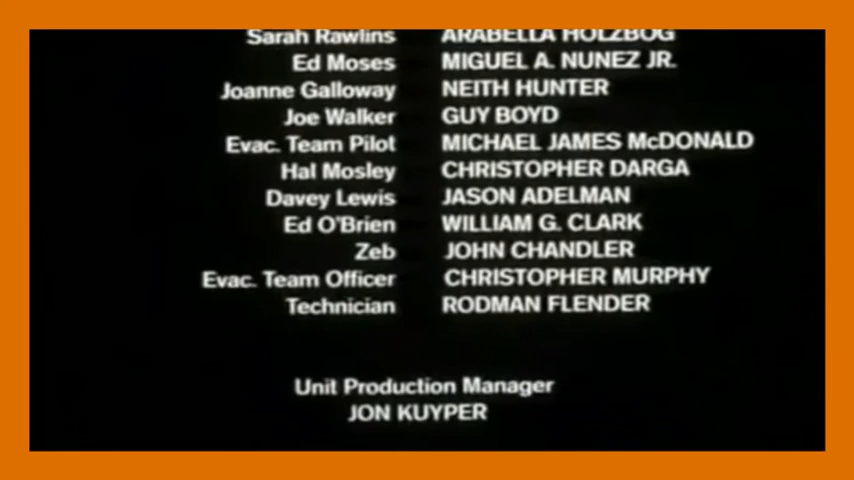 Sarah Rawlins ARABELLA HOLZBOG
Ed Moses MIGUEL A. NUNEZ JR.
Joanne Galloway NEITH HUNTER
Joe Walker GUY BOYD
Evac. Team Pilot MICHAEL JAMES McDONALD
Hal Mosley CHRISTOPHER DARGA
Davey Lewis JASON ADELMAN
Ed O'Brien WILLIAM G. CLARK
Zeb JOHN CHANDLER
Evac. Team Officer CHRISTOPHER MURPHY
Technician RODMAN FLENDER
Unit Production Manager
JON KUYPER